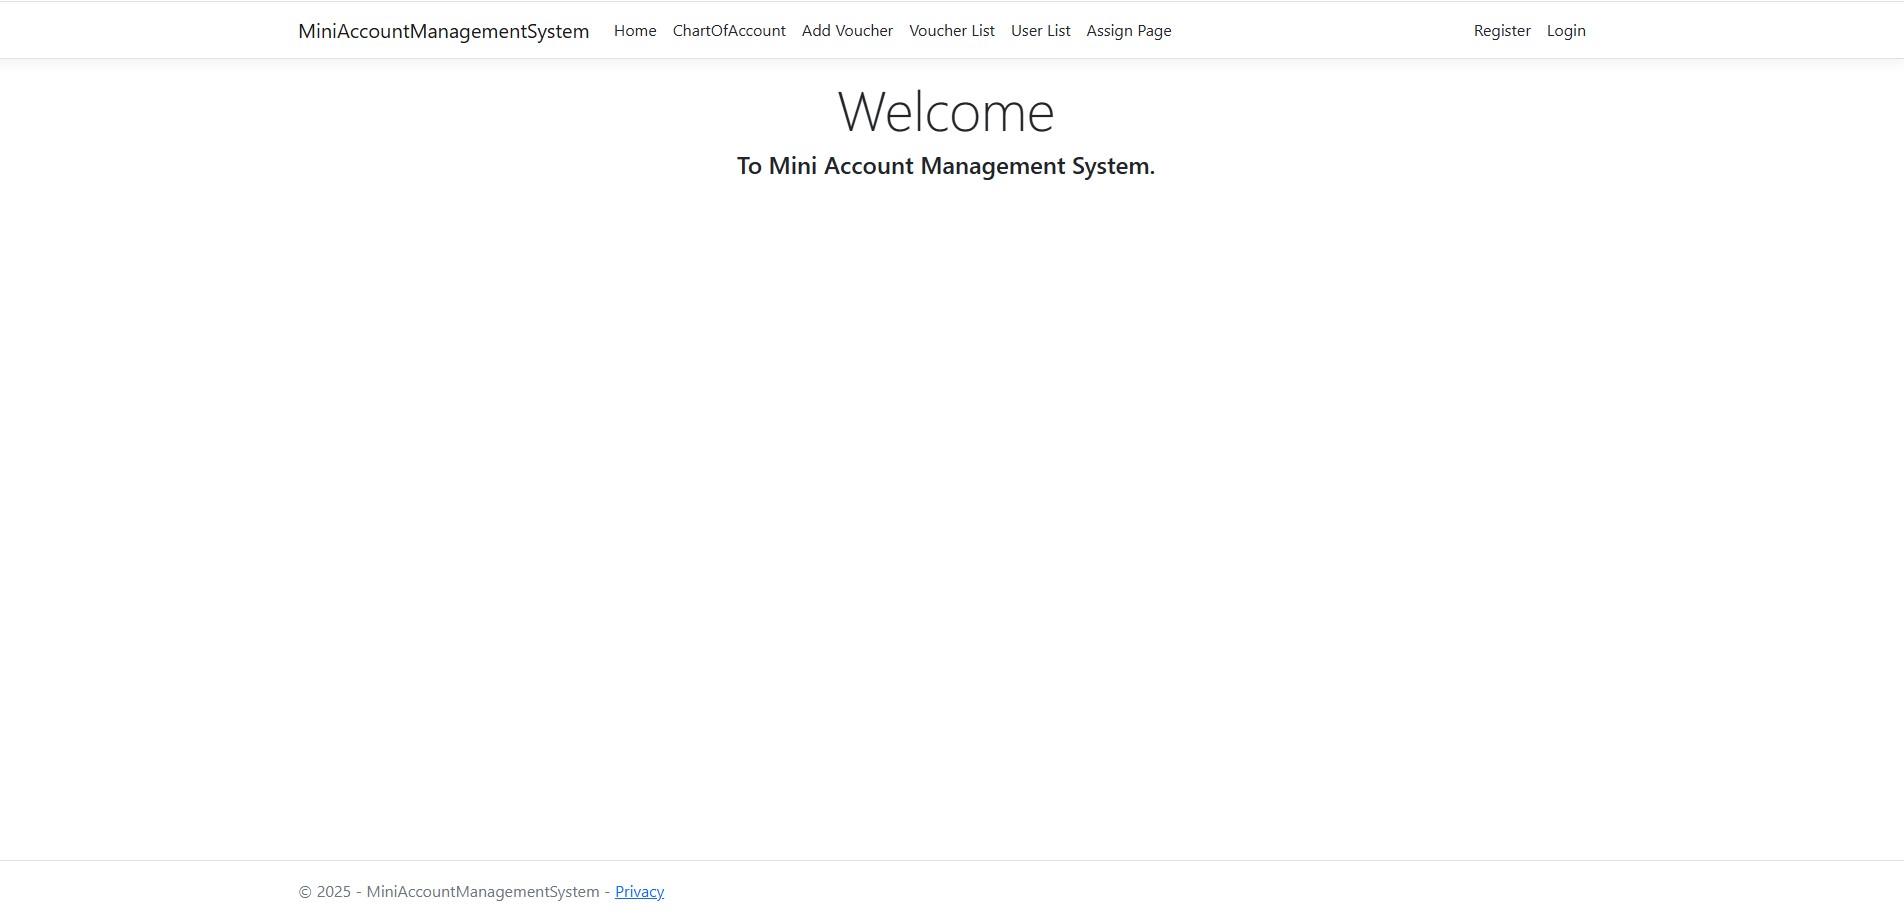 MiniAccountManagementSystem Home ChartOfAccount Add Voucher Voucher List User List Assign Page Register Login
Welcome
To Mini Account Management System.
© 2025 - MiniAccountManagementSystem - Privacy